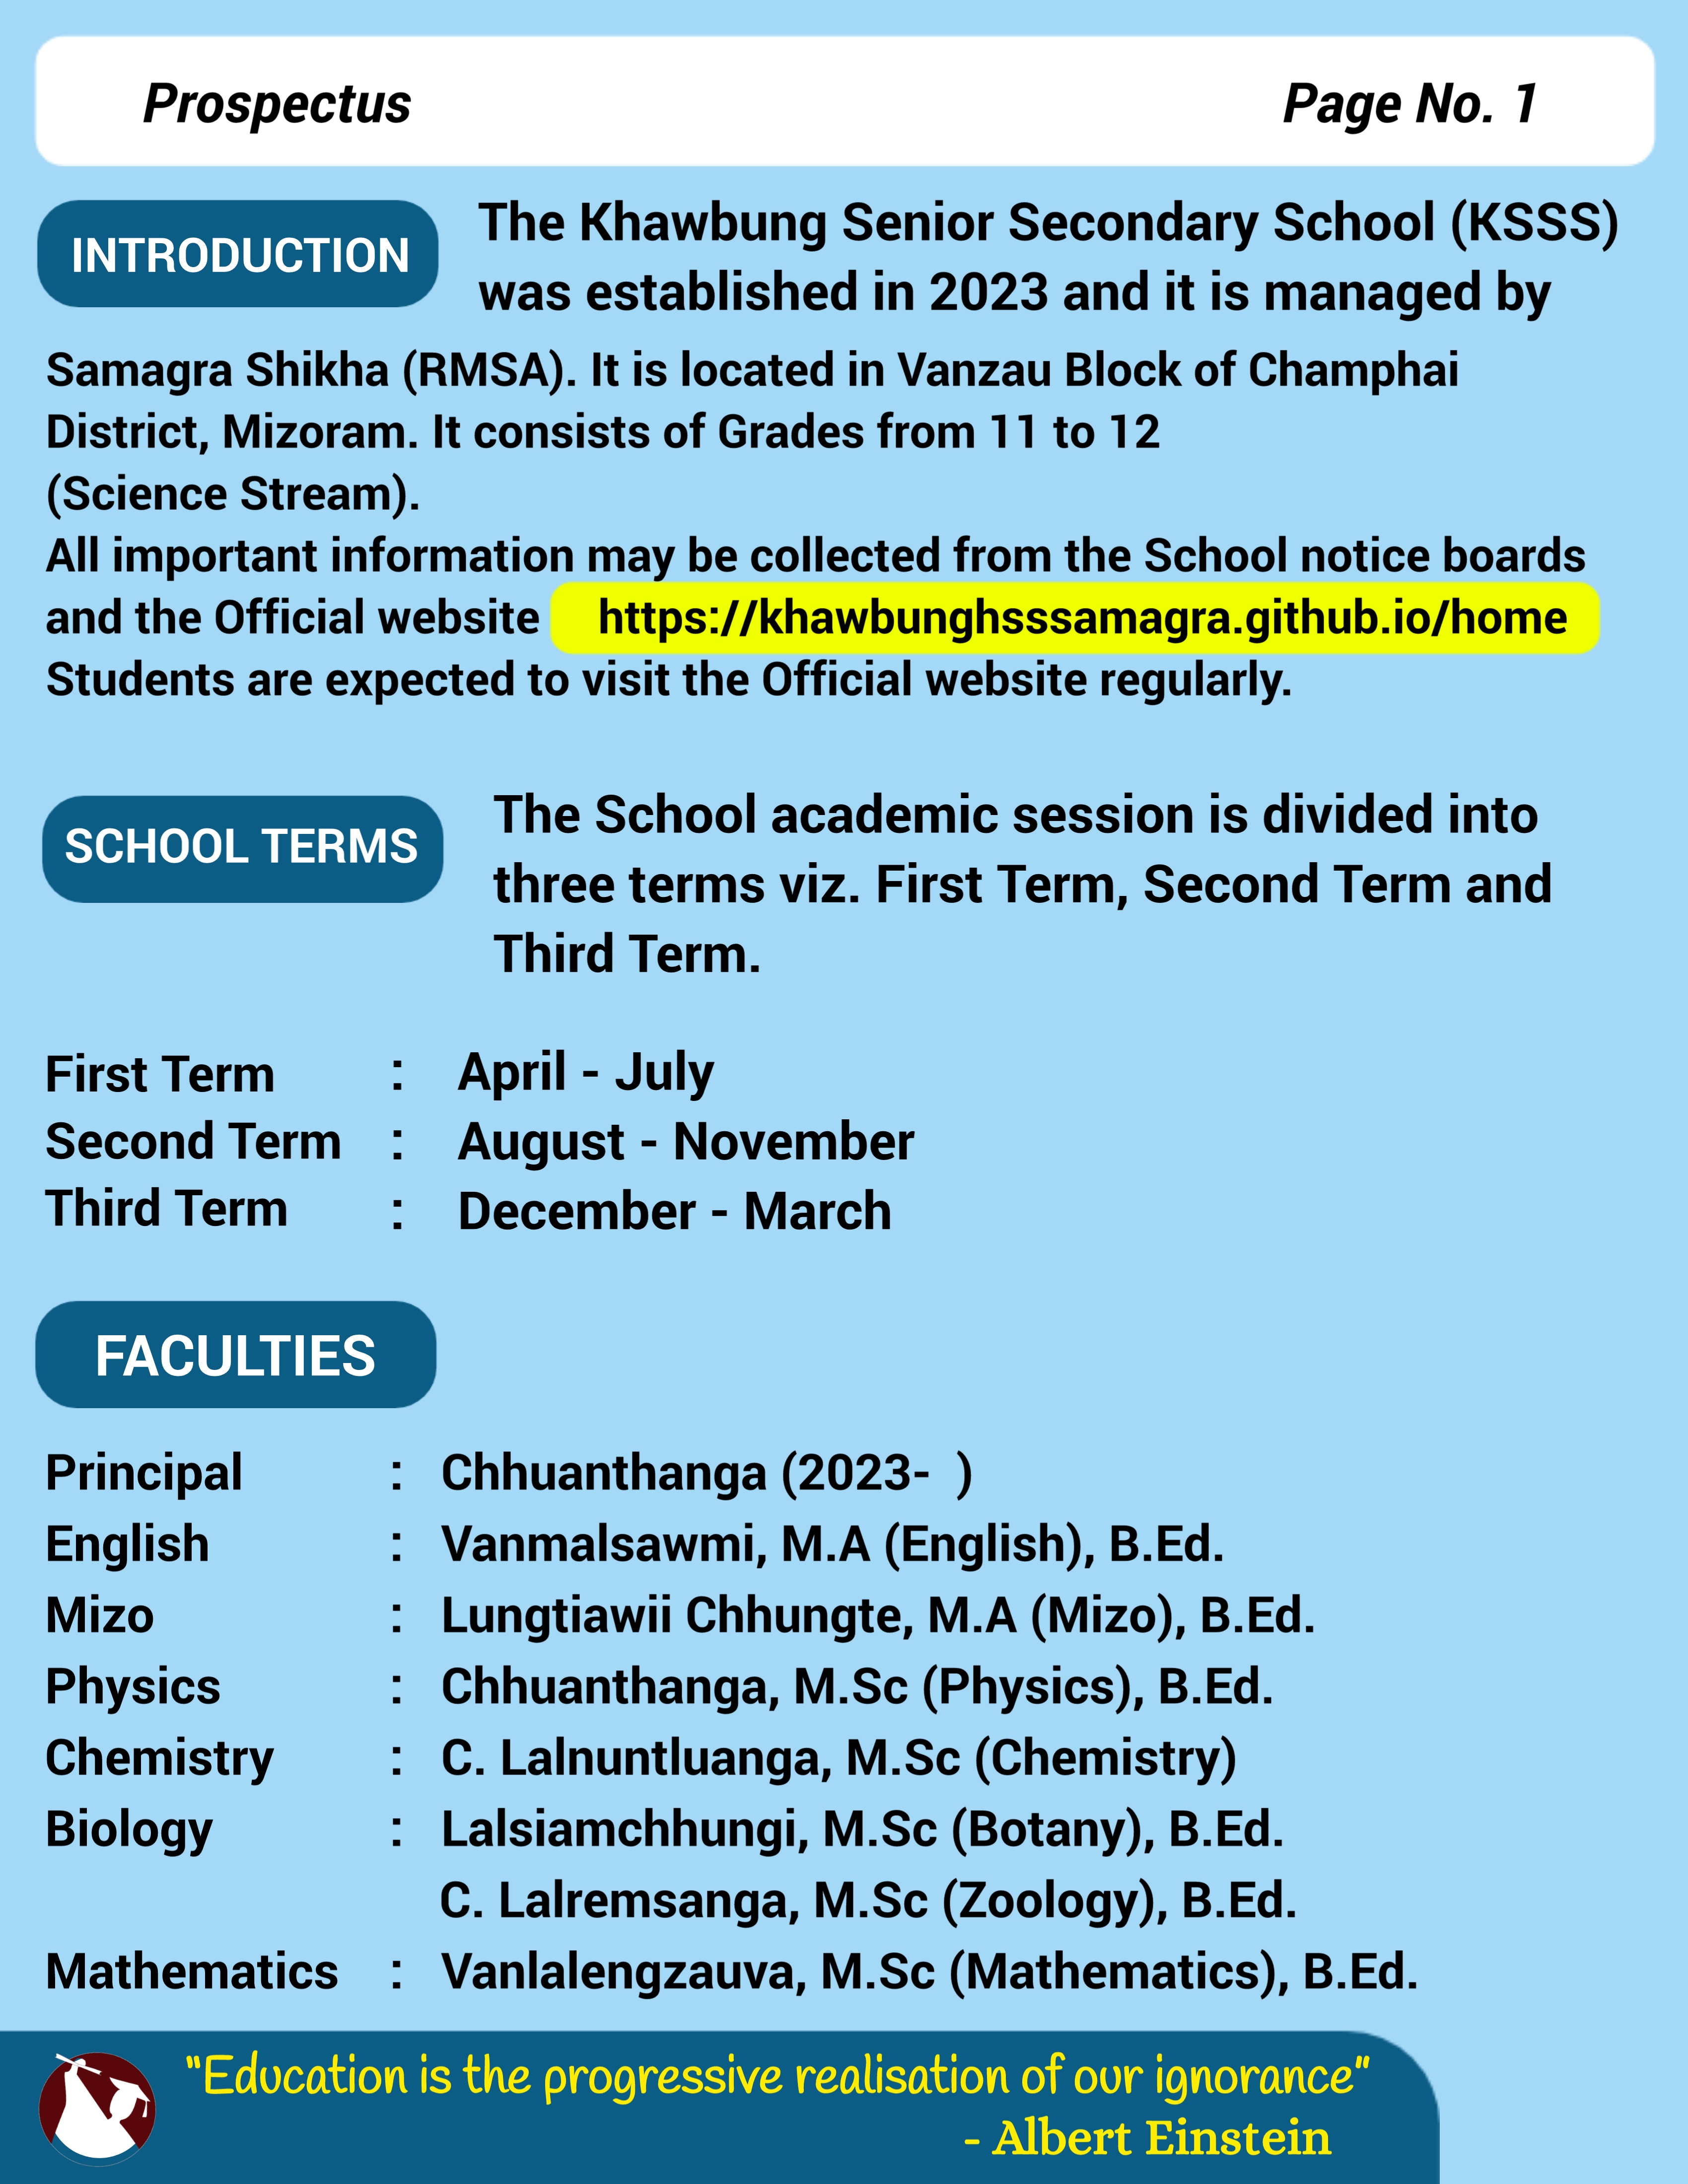 Prospectus Page No. 1
INTRODUCTION
The Khawbung Senior Secondary School (KSSS)
was established in 2023 and it is managed by
Samagra Shikha (RMSA). It is located in Vanzau Block of Champhai
District, Mizoram. It consists of Grades from 11 to 12
(Science Stream).
All important information may be collected from the School notice boards
and the Official website https://khawbunghsssamagra.github.io/home
Students are expected to visit the Official website regularly.
SCHOOL TERMS
The School academic session is divided into
three terms viz. First Term, Second Term and
Third Term.
First Term : April - July
Second Term : August - November
Third Term : December - March
FACULTIES
Principal : Chhuanthanga (2023- )
English : Vanmalsawmi, M.A (English), B.Ed.
Mizo : Lungtiawii Chhungte, M.A (Mizo), B.Ed.
Physics : Chhuanthanga, M.Sc (Physics), B.Ed.
Chemistry : C. Lalnuntluanga, M.Sc (Chemistry)
Biology : Lalsiamchhungi, M.Sc (Botany), B.Ed.
C. Lalremsanga, M.Sc (Zoology), B.Ed.
Mathematics : Vanlalengzauva, M.Sc (Mathematics), B.Ed.
"Education is the progressive realisation of our ignorance"
- Albert Einstein